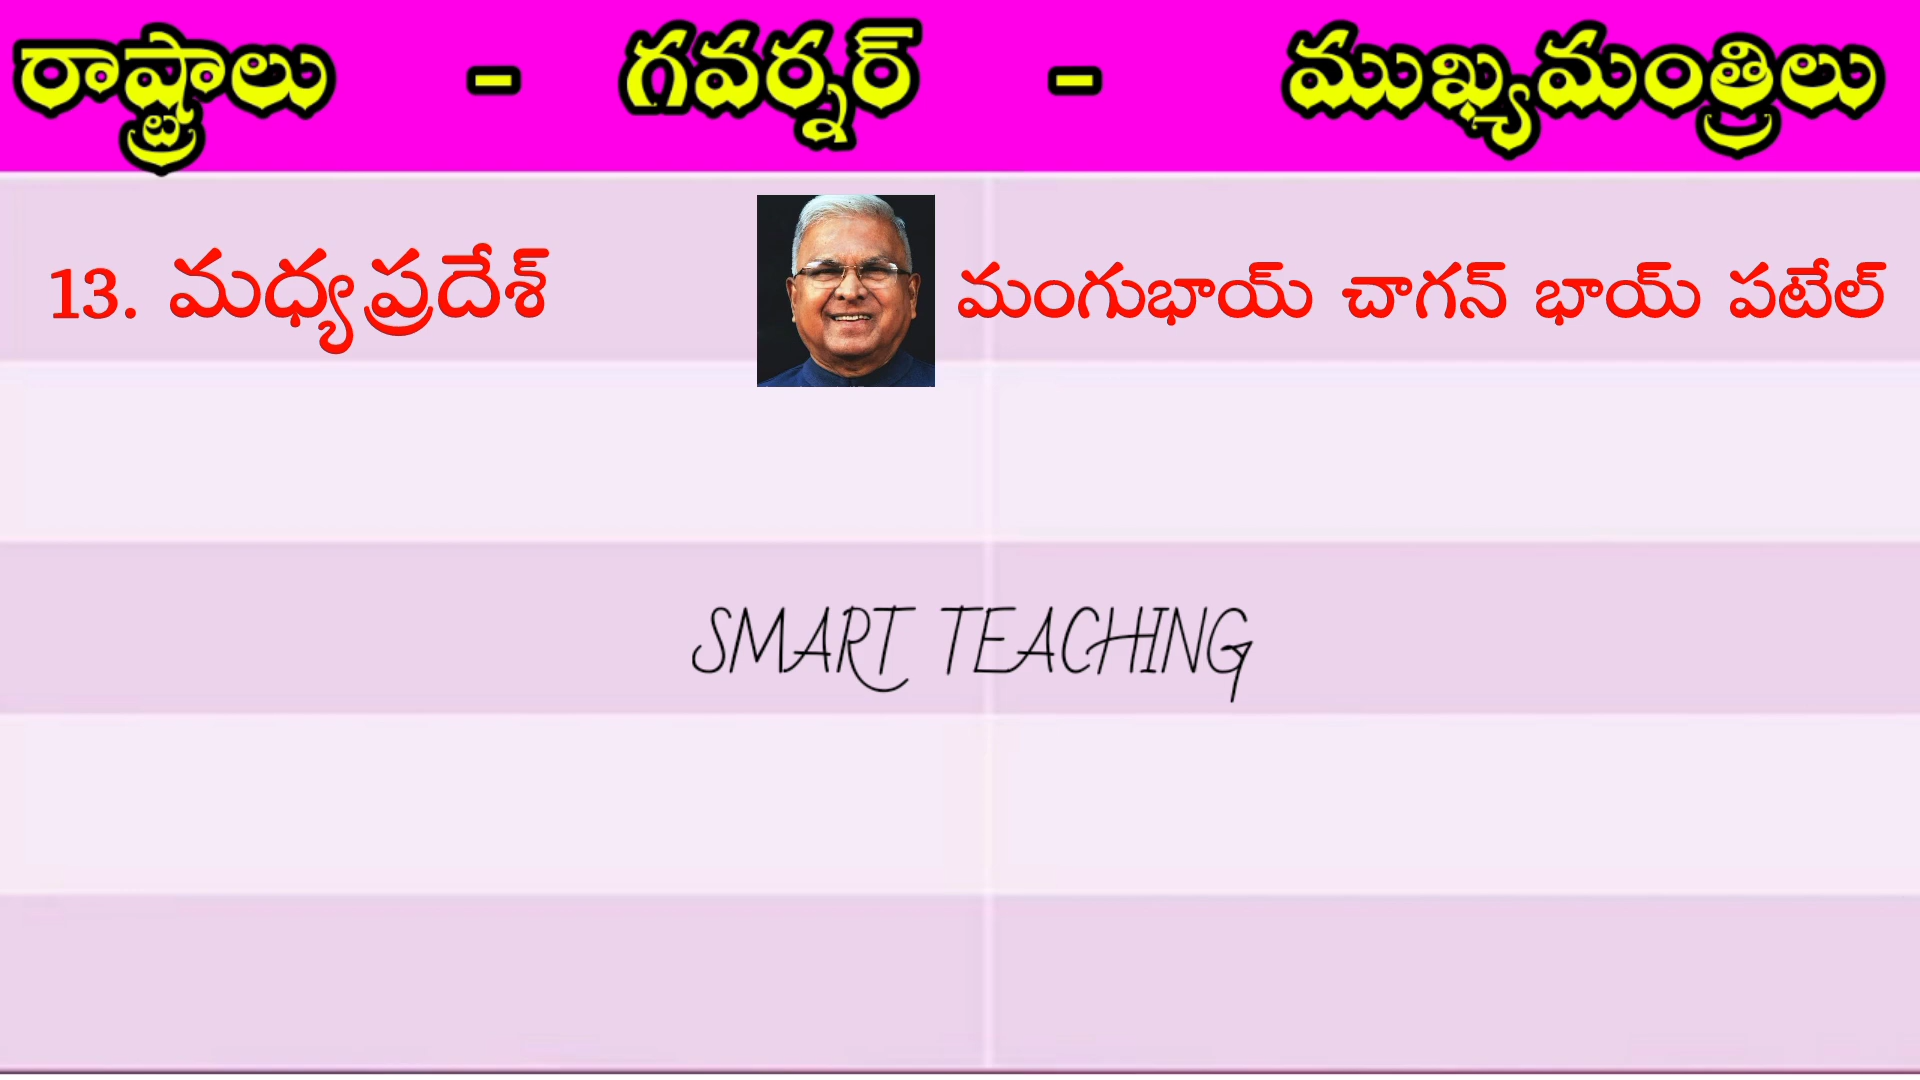 రాష్ట్రాలు - గవర్నర్ - ముఖ్యమంత్రిలు
13. మధ్యప్రదేశ్ మంగుభాయ్ చాగన్ భాయ్ పటేల్
SMART TEACHING